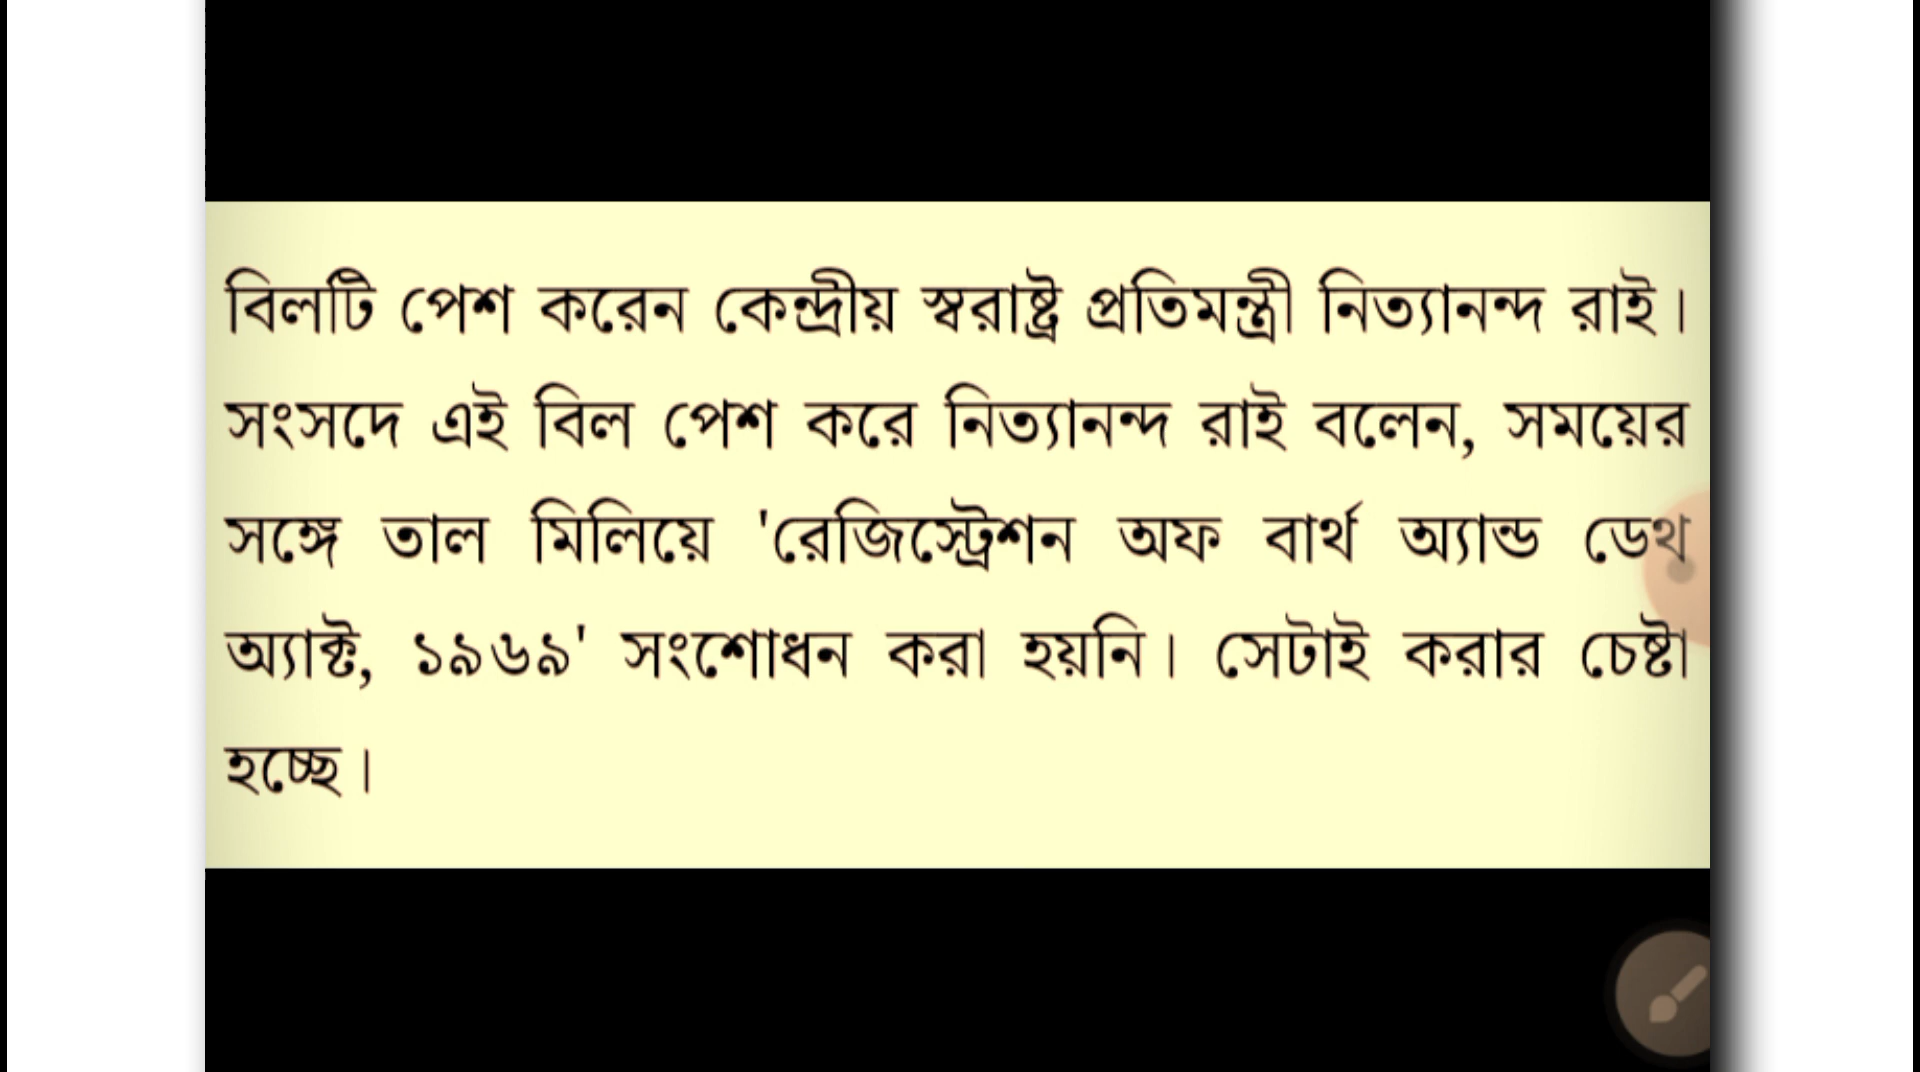 বিলটি পেশ করেন কেন্দ্রীয় স্বরাষ্ট্র প্রতিমন্ত্রী নিত্যানন্দ রাই।
সংসদে এই বিল পেশ করে নিত্যানন্দ রাই বলেন, সময়ের
সঙ্গে তাল মিলিয়ে 'রেজিস্ট্রেশন অফ বার্থ অ্যান্ড ডেথ
অ্যাক্ট, ১৯৬৯' সংশোধন করা হয়নি। সেটাই করার চেষ্টা
হচ্ছে।